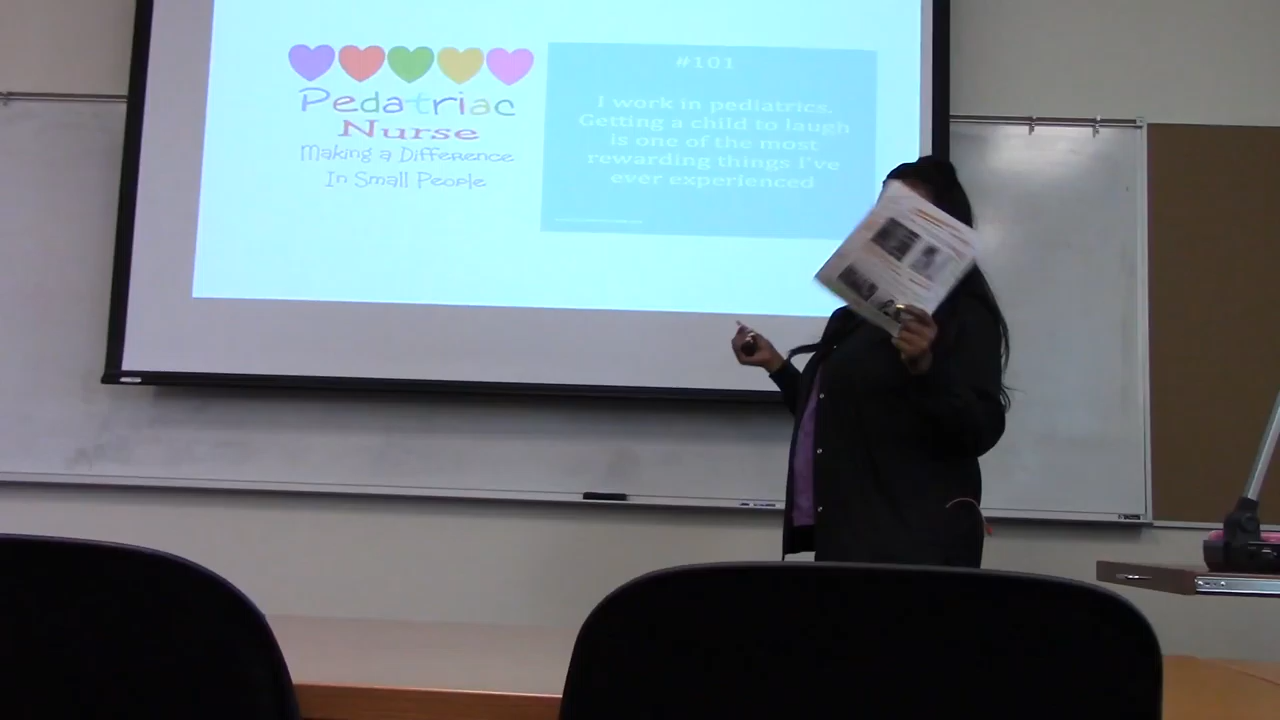 Pedatriac
Nurse
Making a Difference
In Small People
#101
I work in pediatrics.
Getting a child to laugh
is one of the most
rewarding things I've
ever experienced